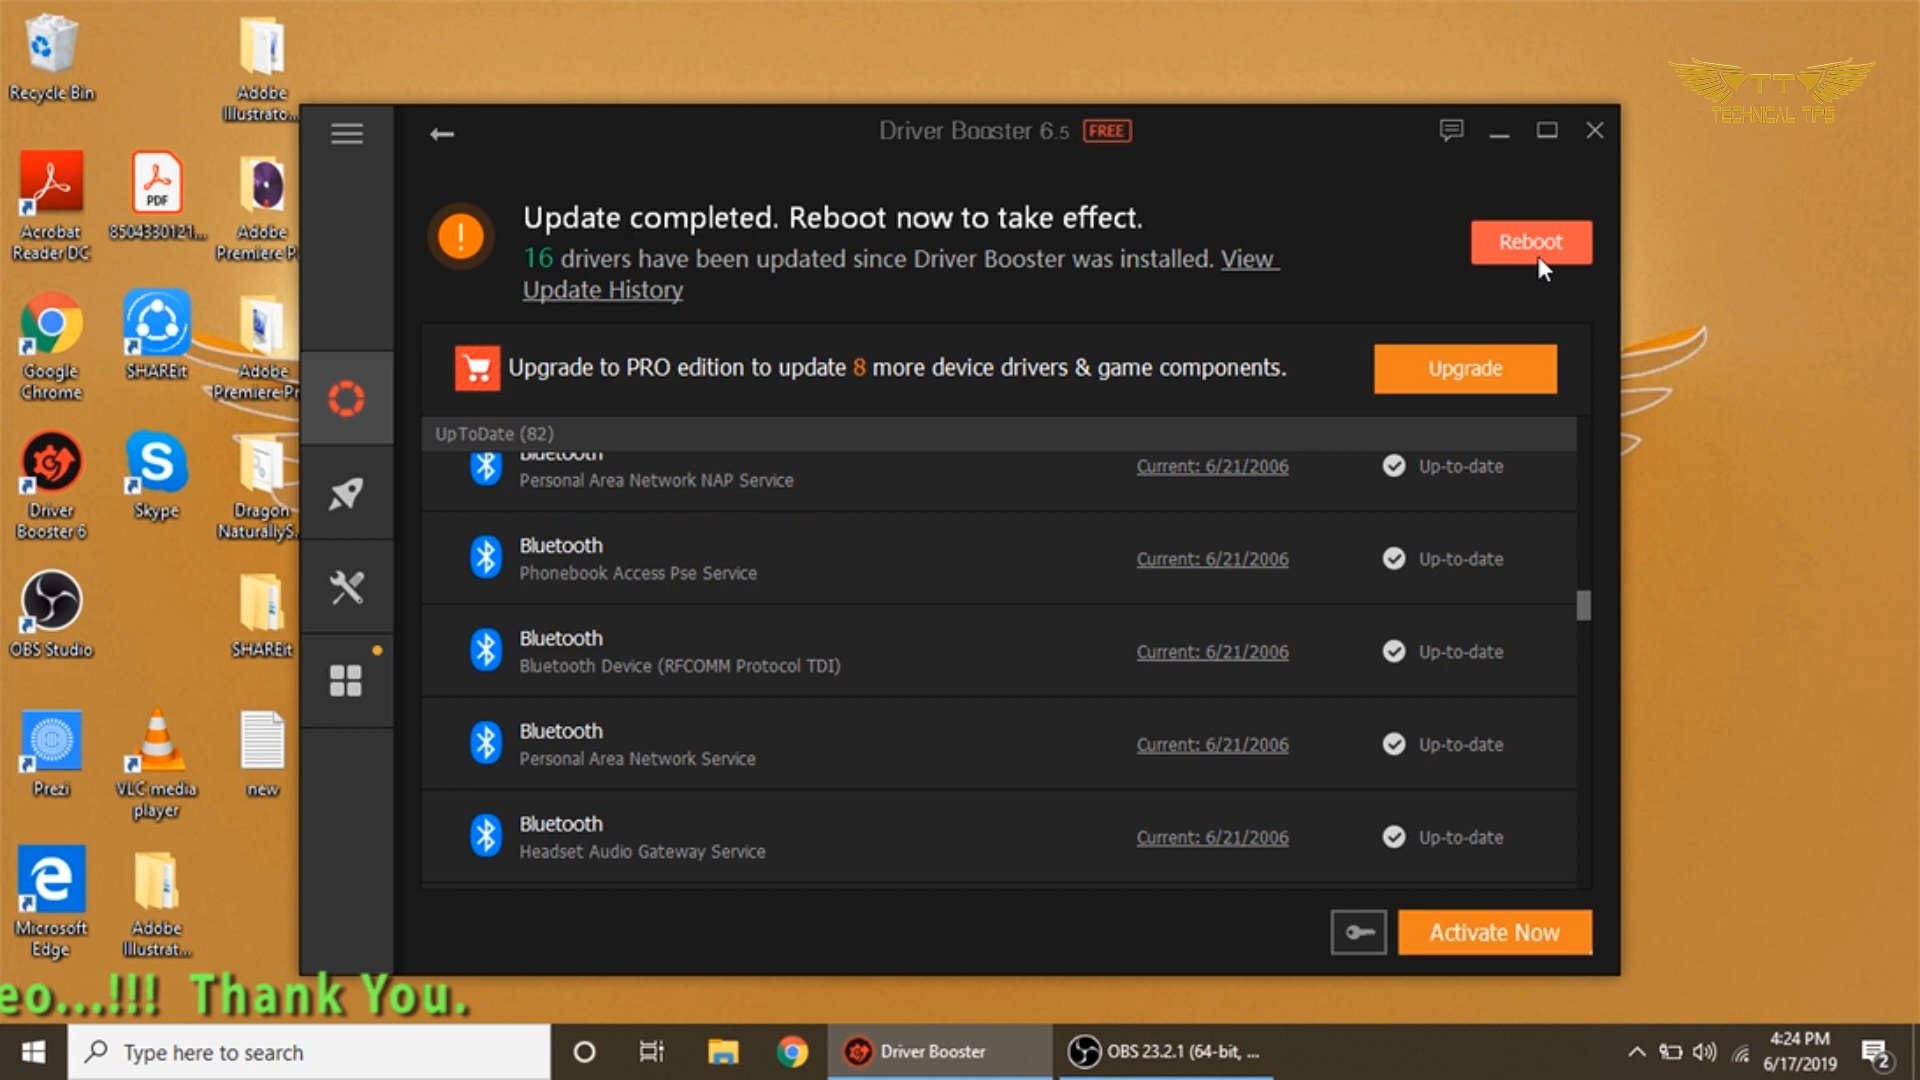 Recycle Bin
Adobe
Illustrato...
Acrobat
Reader DC
PDF
8504330121...
Adobe
Premiere P
Google
Chrome
SHAREit
Adobe
Premiere Pr
Driver
Booster 6
Skype
Dragon
NaturallyS.
OBS Studio
SHAREit
Prezi
VLC media
player
new
Microsoft
Edge
Adobe
Illustrat...
TECHNICAL TIPS
Driver Booster 6.5 FREE
Update completed. Reboot now to take effect.
16 drivers have been updated since Driver Booster was installed. View
Update History
Reboot
Upgrade to PRO edition to update 8 more device drivers & game components.
Upgrade
UpToDate (82)
Bluetooth
Personal Area Network NAP Service
Current: 6/21/2006
Up-to-date
Bluetooth
Phonebook Access Pse Service
Current: 6/21/2006
Up-to-date
Bluetooth
Bluetooth Device (RFCOMM Protocol TDI)
Current: 6/21/2006
Up-to-date
Bluetooth
Personal Area Network Service
Current: 6/21/2006
Up-to-date
Bluetooth
Headset Audio Gateway Service
Current: 6/21/2006
Up-to-date
Activate Now
eo...!!! Thank You.
Type here to search
Driver Booster
OBS 23.2.1 (64-bit, ...
4:24 PM
6/17/2019
2